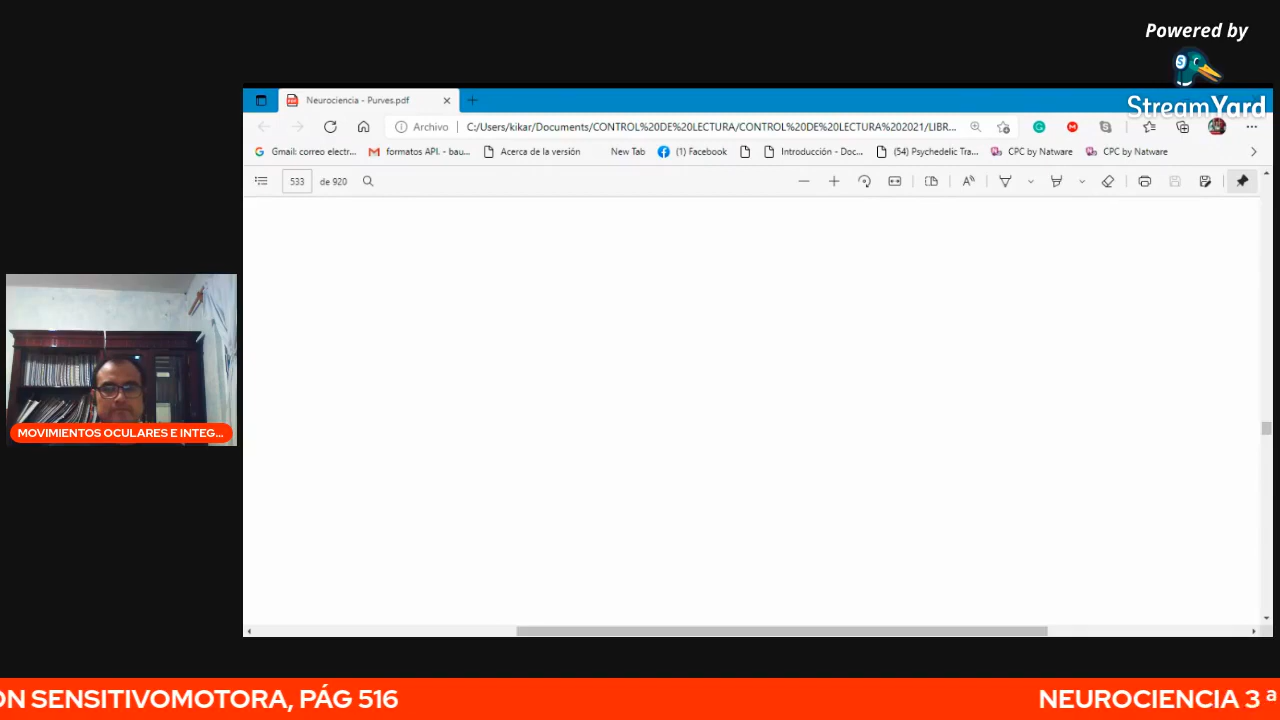 Powered by
StreamYard
Neurociencia - Purves.pdf
Archivo C:/Users/kikar/Documents/CONTROL%20DE%20LECTURA/CONTROL%20DE%20LECTURA%202021/LIBR...
Gmail: correo electr... formatos API. - bau... Acerca de la versión New Tab (1) Facebook Introducción - Doc... (54) Psychedelic Tra... CPC by Natware CPC by Natware
533 de 920
MOVIMIENTOS OCULARES E INTEG...
ON SENSITIVOMOTORA, PÁG 516 NEUROCIENCIA 3 ª